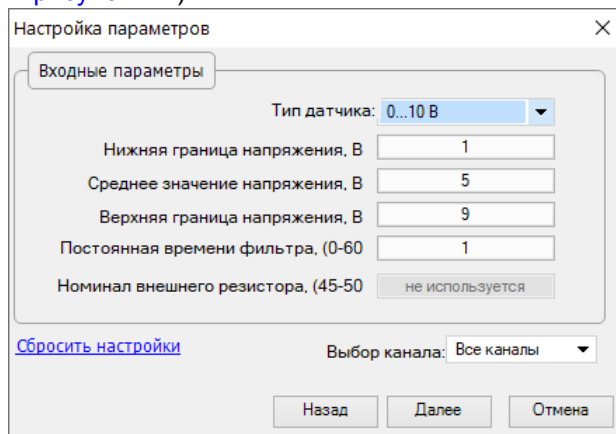 Настройка параметров
Входные параметры
Тип датчика: 0...10 В
Нижняя граница напряжения, В 1
Среднее значение напряжения, В 5
Верхняя граница напряжения, В 9
Постоянная времени фильтра, (0-60 1
Номинал внешнего резистора, (45-50 не используется
Сбросить настройки Выбор канала: Все каналы
Назад Далее Отмена